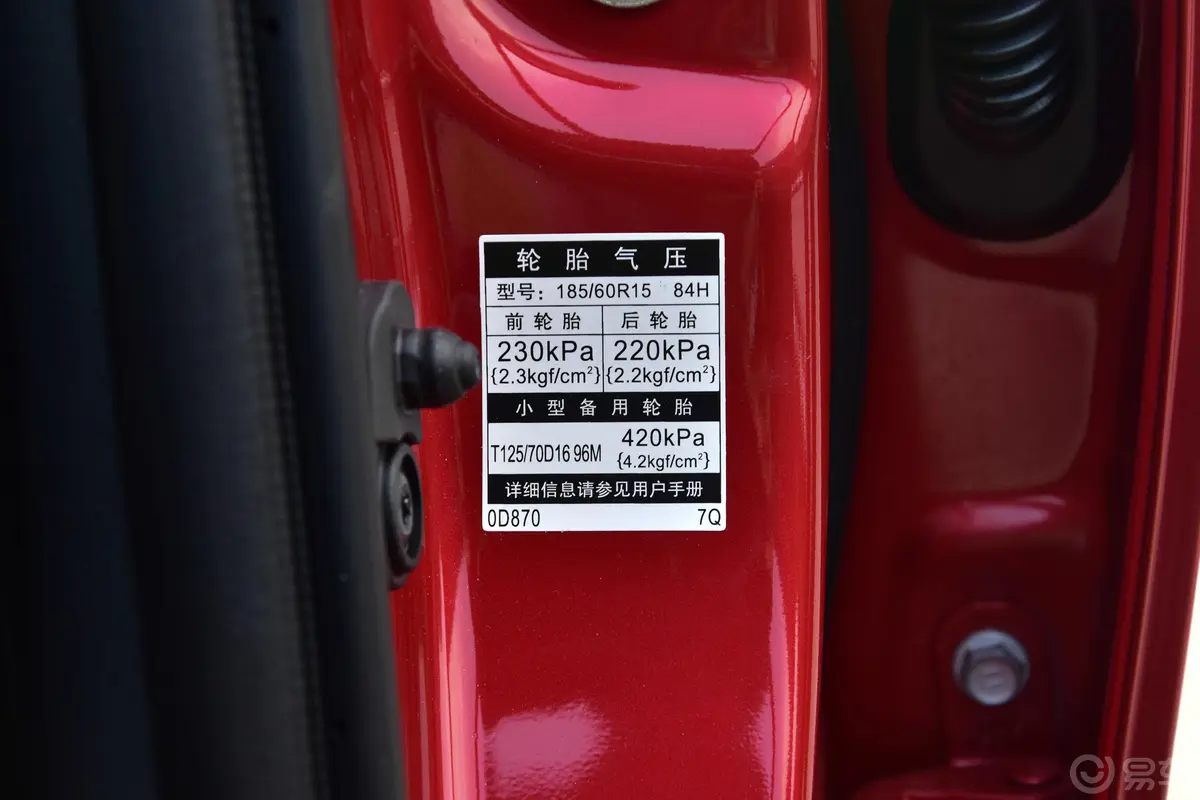 轮胎气压
型号：185/60R15 84H
前轮胎 后轮胎
230kPa 220kPa
{2.3kgf/cm²} {2.2kgf/cm²}
小型备用轮胎
T125/70D16 96M 420kPa
{4.2kgf/cm²}
详细信息请参见用户手册
0D870 7Q
易车